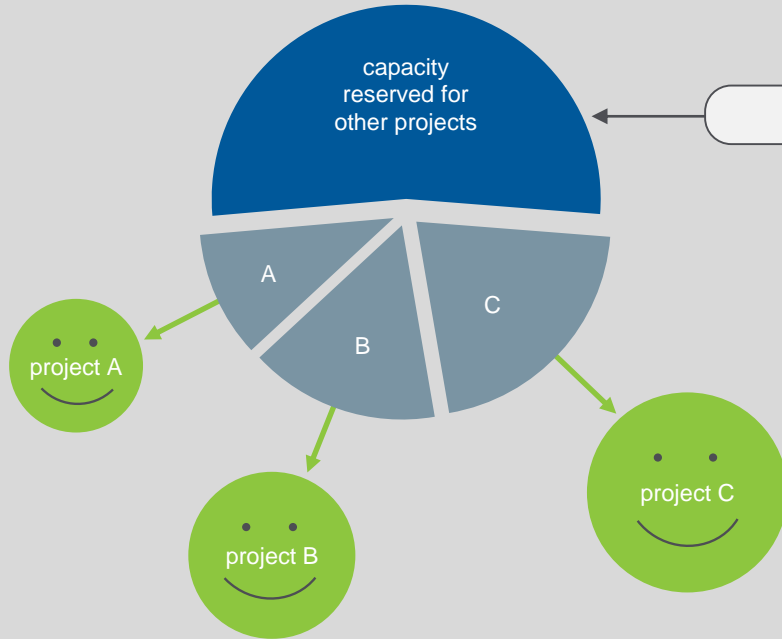 capacity
reserved for
other projects
A
B
C
project A
project B
project C